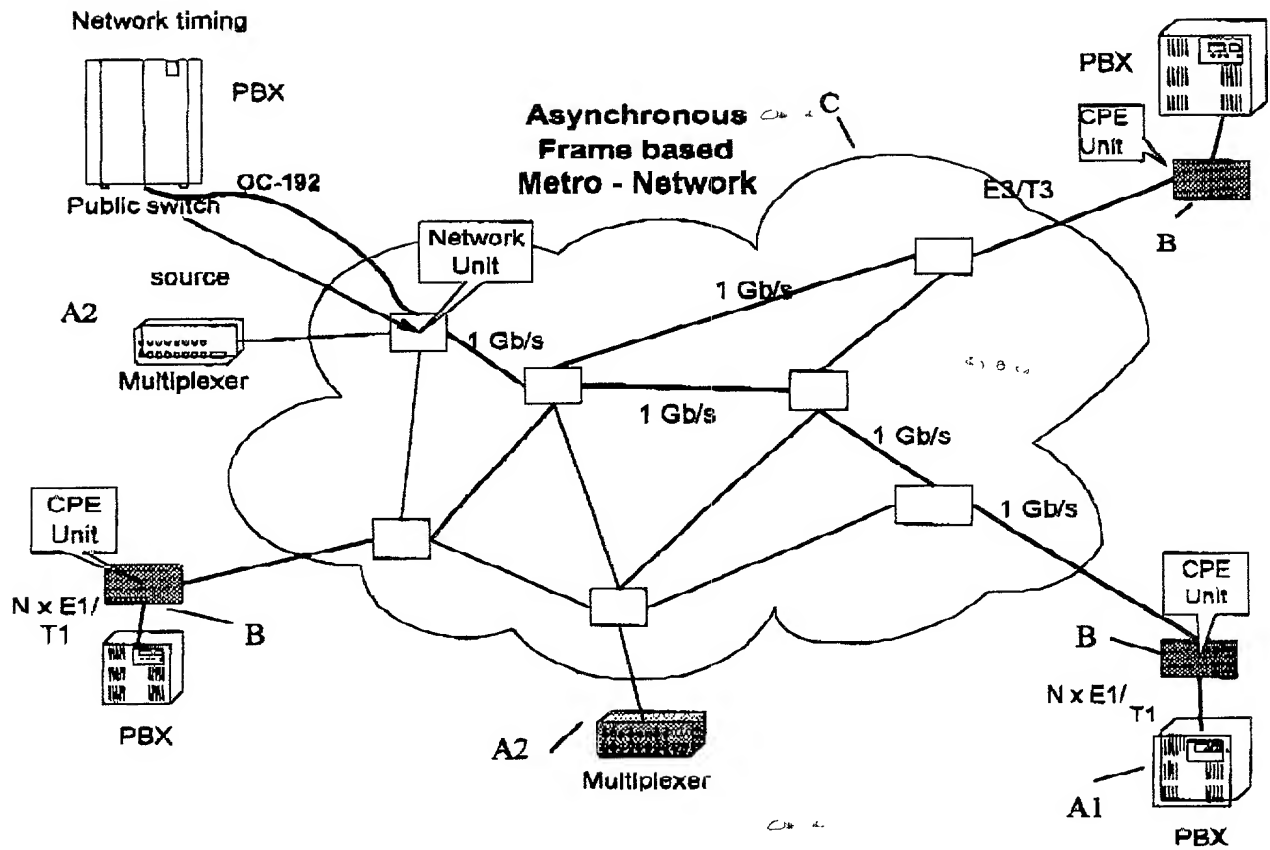 Network timing
PBX
OC-192
Public switch
source
A2
Multiplexer
Asynchronous
Frame based
Metro - Network
C
PBX
CPE
Unit
E3/T3
B
Network
Unit
1 Gb/s
1 Gb/s
1 Gb/s
1 Gb/s
1 Gb/s
CPE
Unit
N x E1/
T1
B
PBX
A2
Multiplexer
CPE
Unit
B
N x E1/
T1
A1
PBX